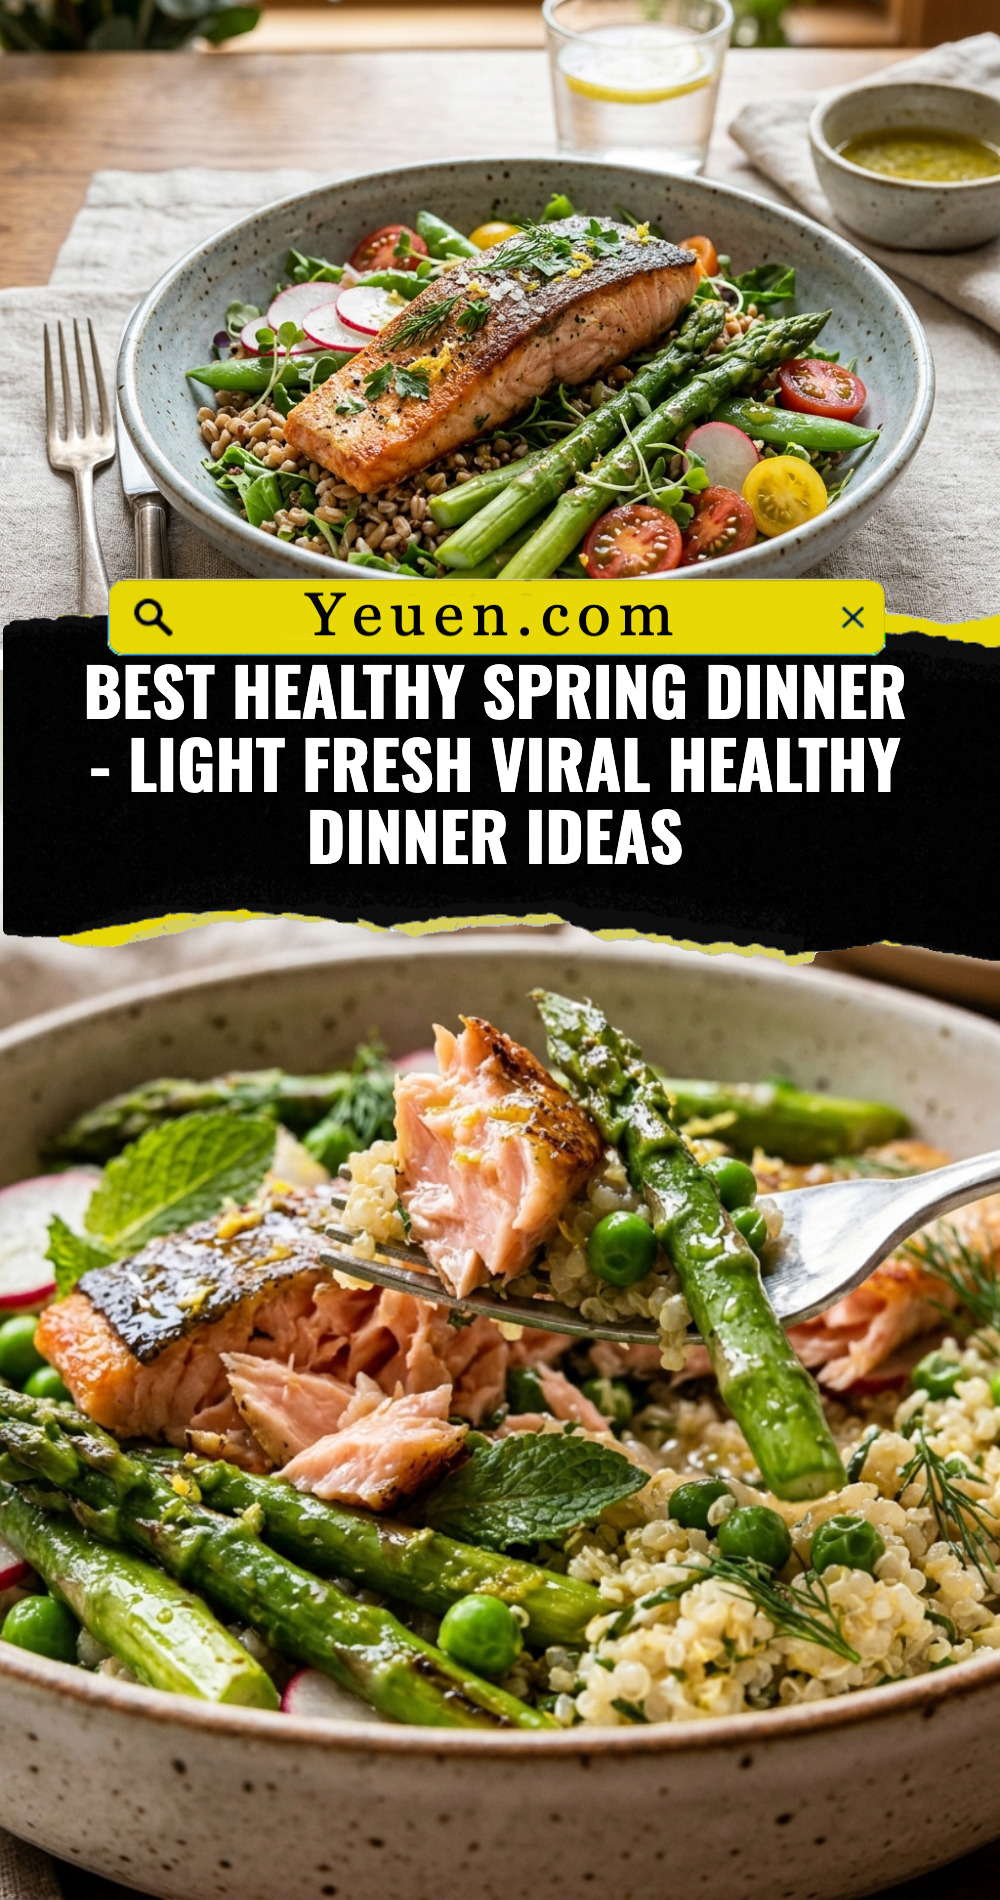 Yeuen.com
BEST HEALTHY SPRING DINNER
- LIGHT FRESH VIRAL HEALTHY
DINNER IDEAS